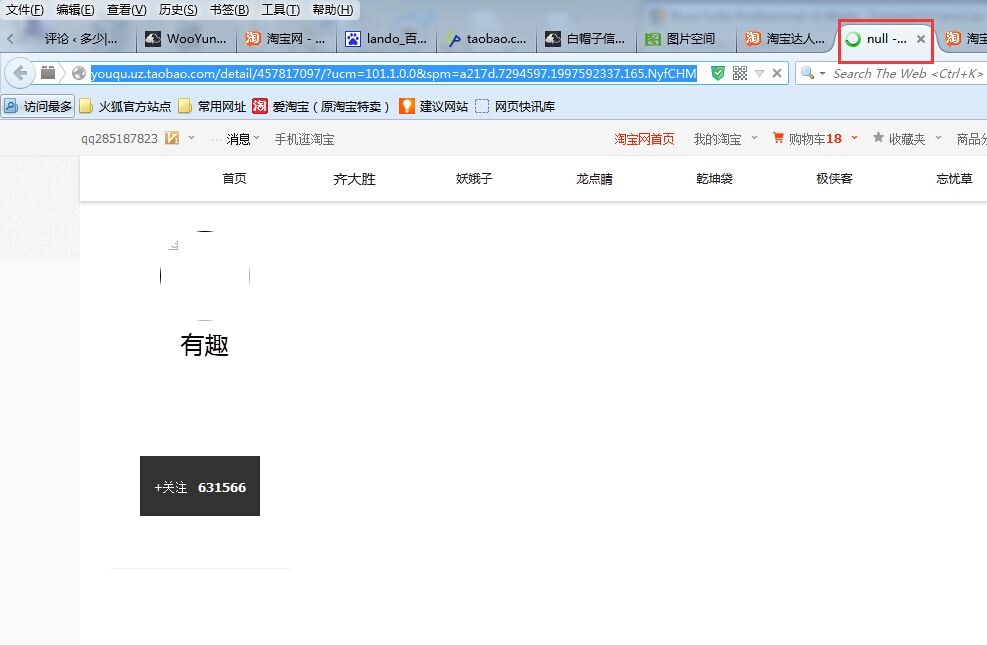 文件(F) 编辑(E) 查看(V) 历史(S) 书签(B) 工具(T) 帮助(H)
评论 ‹ 多少|... WooYun... 淘宝网 - ... lando_百... taobao.c... 白帽子信... 图片空间 淘宝达人... null -... 淘宝
youqu.uz.taobao.com/detail/457817097/?ucm=101.1.0.0&spm=a217d.7294597.1997592337.165.NyfCHM Search The Web <Ctrl+K>
访问最多 火狐官方站点 常用网址 爱淘宝（原淘宝特卖） 建议网站 网页快讯库
qq285187823 消息 手机逛淘宝 淘宝网首页 我的淘宝 购物车18 收藏夹 商品分
首页 齐大胜 妖娥子 龙点睛 乾坤袋 极侠客 忘忧草
有趣
+关注 631566